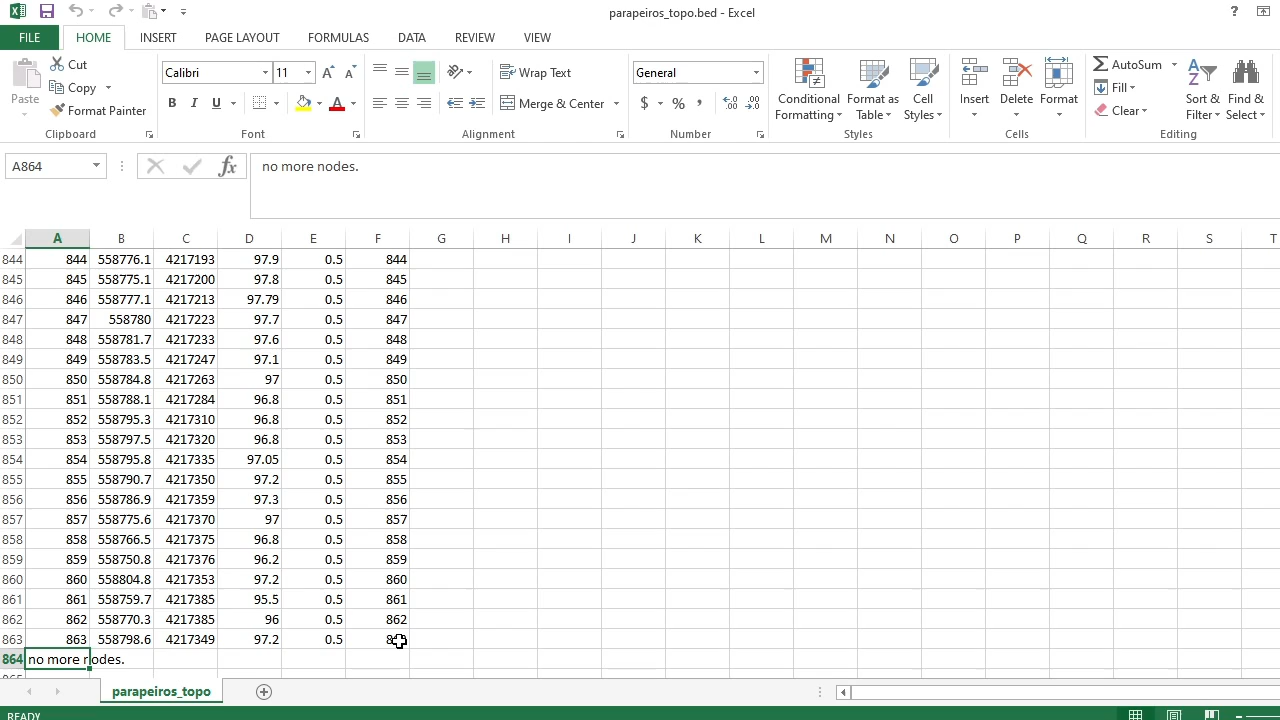 parapeiros_topo.bed - Excel
FILE HOME INSERT PAGE LAYOUT FORMULAS DATA REVIEW VIEW
Paste
Cut
Copy
Format Painter
Clipboard
Calibri 11
B I U
Font
Wrap Text
Merge & Center
Alignment
General
$ % ,
Number
Conditional Formatting
Format as Table
Cell Styles
Styles
Insert Delete Format
Cells
AutoSum
Fill
Clear
Sort & Filter
Find & Select
Editing
A864 fx no more nodes.
A B C D E F G H I J K L M N O P Q R S T
844 844 558776.1 4217193 97.9 0.5 844
845 845 558775.1 4217200 97.8 0.5 845
846 846 558777.1 4217213 97.79 0.5 846
847 847 558780 4217223 97.7 0.5 847
848 848 558781.7 4217233 97.6 0.5 848
849 849 558783.5 4217247 97.1 0.5 849
850 850 558784.8 4217263 97 0.5 850
851 851 558788.1 4217284 96.8 0.5 851
852 852 558795.3 4217310 96.8 0.5 852
853 853 558797.5 4217320 96.8 0.5 853
854 854 558795.8 4217335 97.05 0.5 854
855 855 558790.7 4217350 97.2 0.5 855
856 856 558786.9 4217359 97.3 0.5 856
857 857 558775.6 4217370 97 0.5 857
858 858 558766.5 4217375 96.8 0.5 858
859 859 558750.8 4217376 96.2 0.5 859
860 860 558804.8 4217353 97.2 0.5 860
861 861 558759.7 4217385 95.5 0.5 861
862 862 558770.3 4217385 96 0.5 862
863 863 558798.6 4217349 97.2 0.5
864 no more nodes.
parapeiros_topo
READY